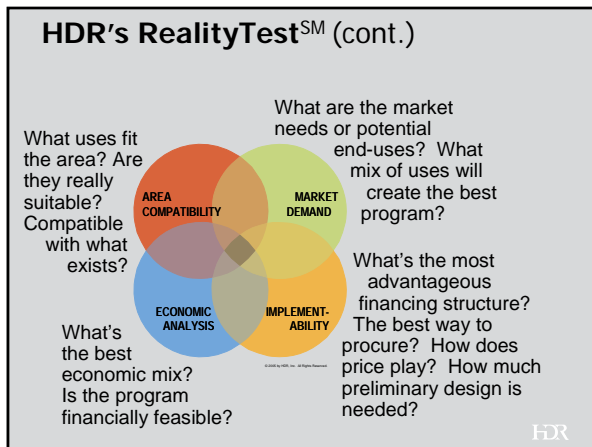 HDR's RealityTest℠ (cont.)
What uses fit
the area? Are
they really
suitable?
Compatible
with what
exists?
What are the market
needs or potential
end-uses? What
mix of uses will
create the best
program?
AREA
COMPATIBILITY
MARKET
DEMAND
ECONOMIC
ANALYSIS
IMPLEMENT-
ABILITY
What's
the best
economic mix?
Is the program
financially feasible?
What's the most
advantageous
financing structure?
The best way to
procure? How does
price play? How much
preliminary design is
needed?
HDR